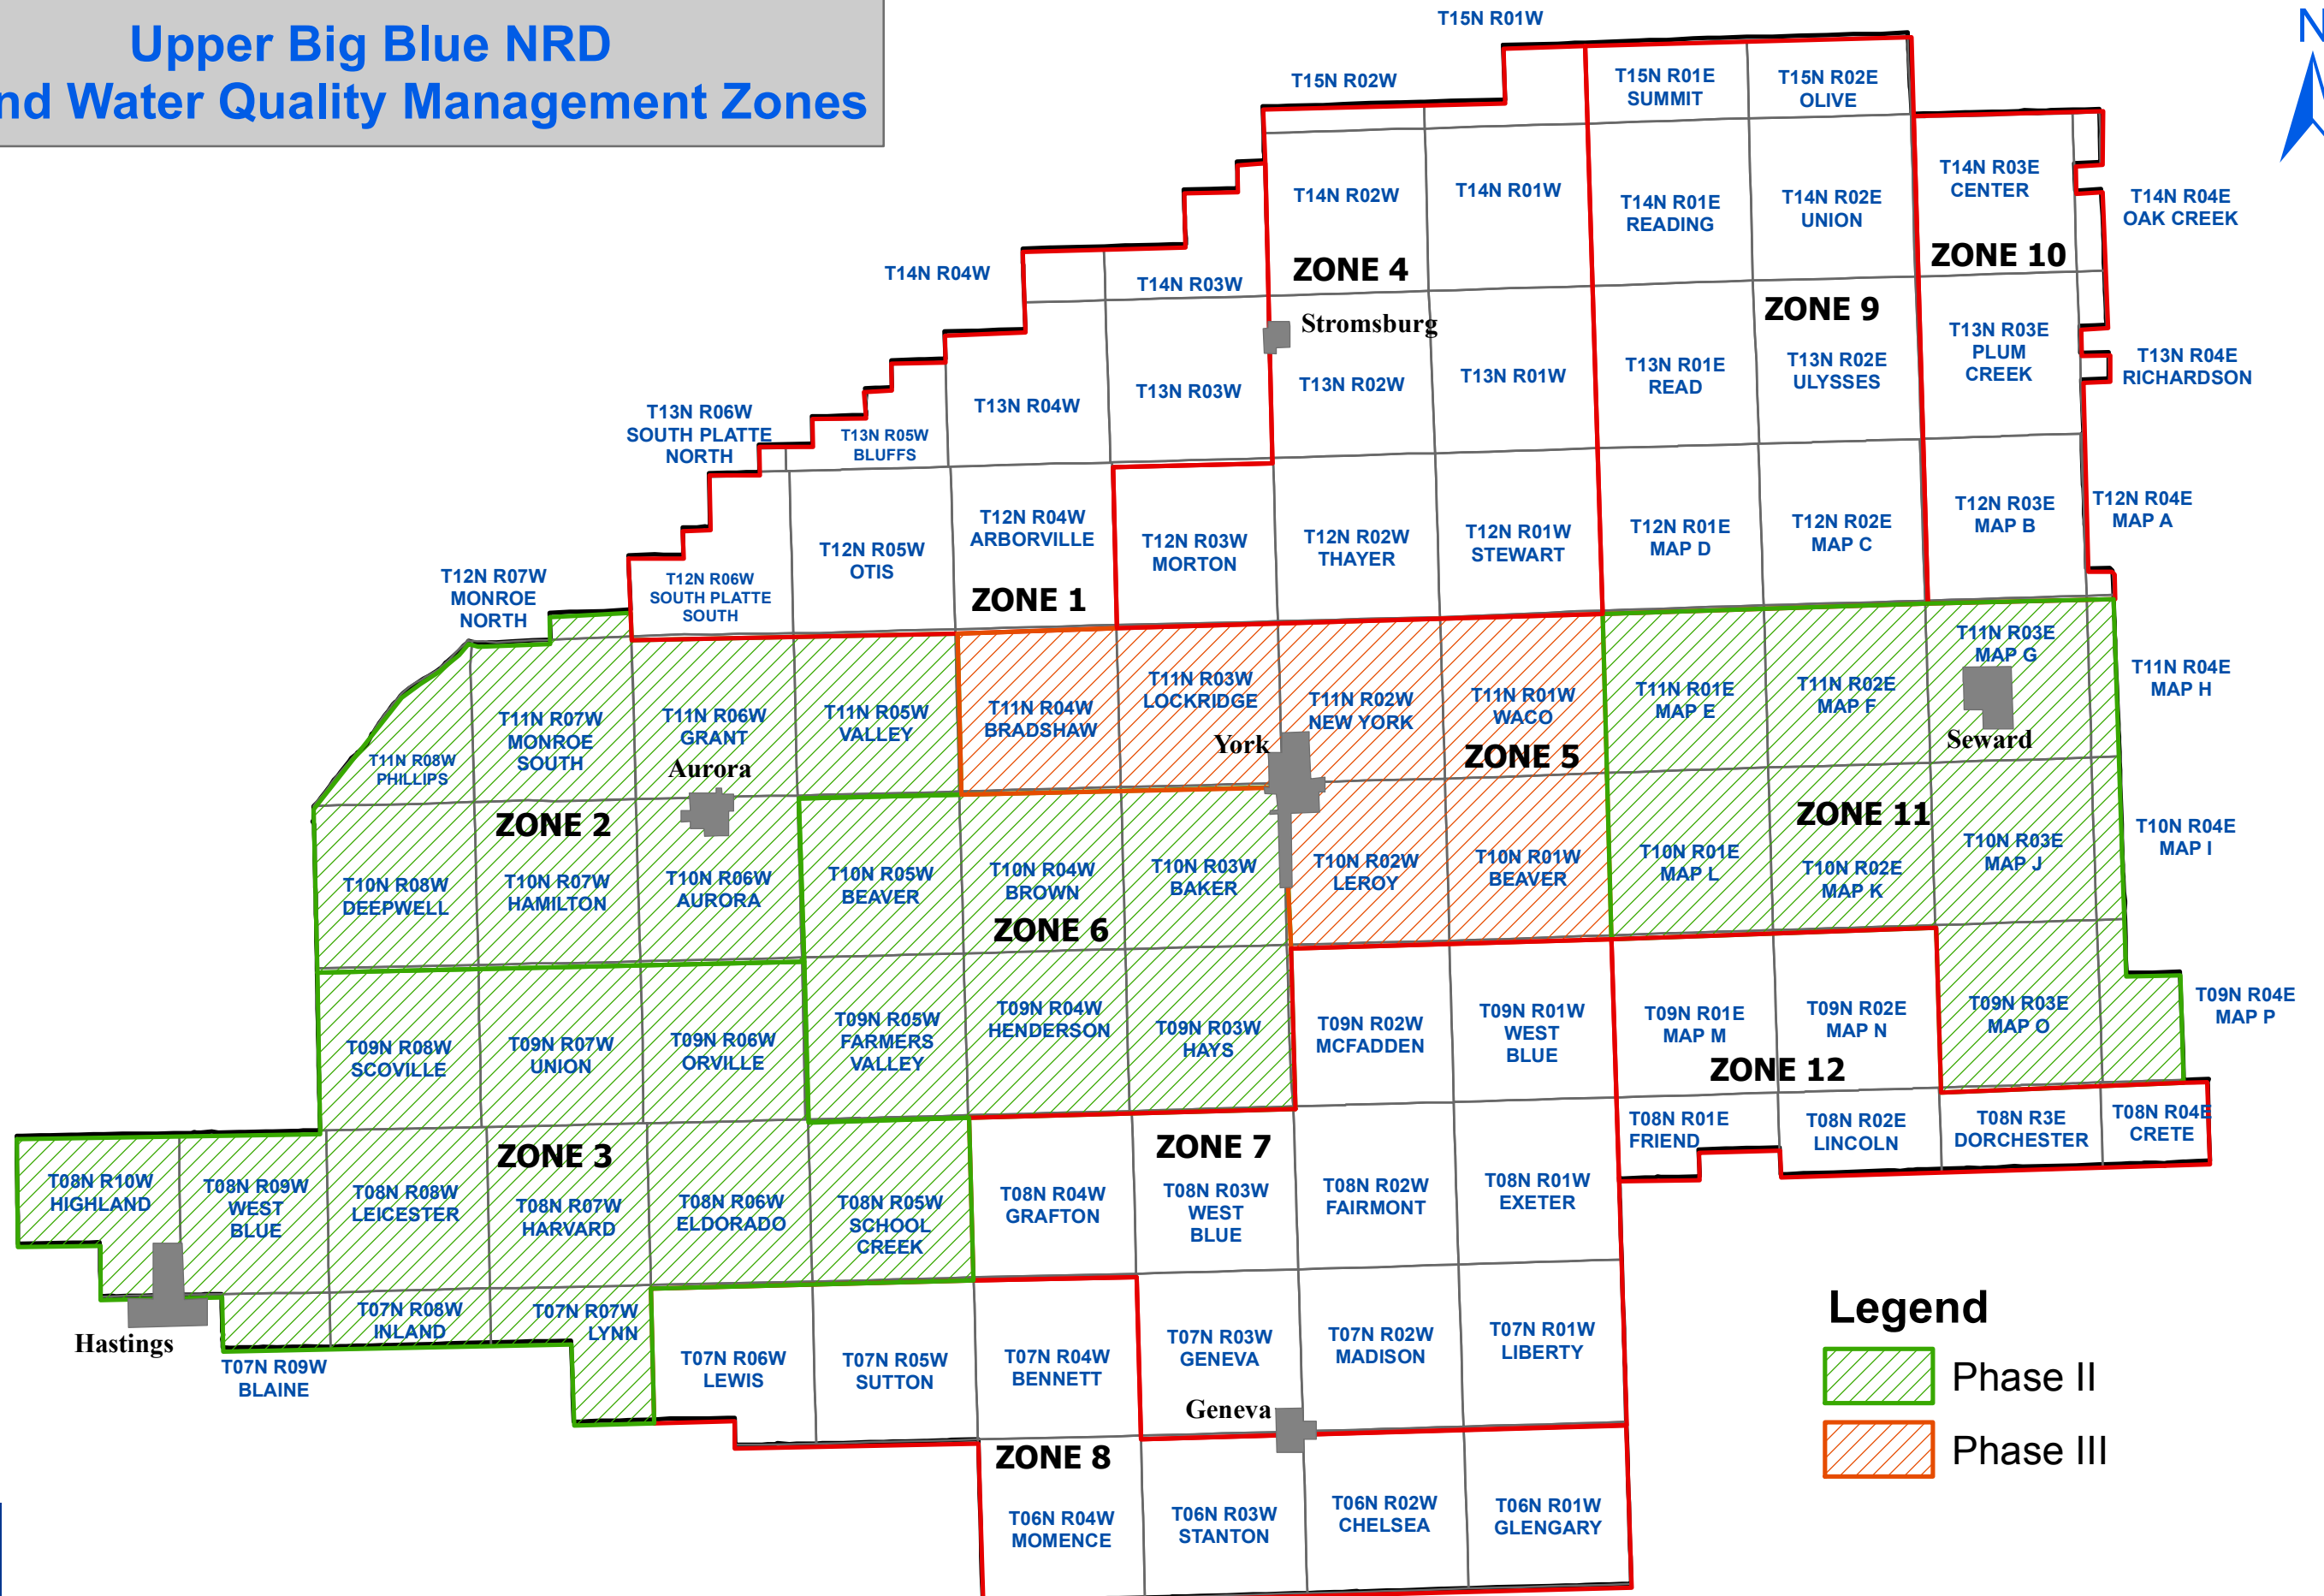 Upper Big Blue NRD
nd Water Quality Management Zones
N
T15N R01W
T15N R02W
T15N R01E
SUMMIT
T15N R02E
OLIVE
T14N R04W
T14N R03W
T14N R02W
T14N R01W
T14N R01E
READING
T14N R02E
UNION
T14N R03E
CENTER
T14N R04E
OAK CREEK
ZONE 4
ZONE 10
ZONE 9
Stromsburg
T13N R06W
SOUTH PLATTE
NORTH
T13N R05W
BLUFFS
T13N R04W
T13N R03W
T13N R02W
T13N R01W
T13N R01E
READ
T13N R02E
ULYSSES
T13N R03E
PLUM
CREEK
T13N R04E
RICHARDSON
T12N R07W
MONROE
NORTH
T12N R06W
SOUTH PLATTE
SOUTH
T12N R05W
OTIS
T12N R04W
ARBORVILLE
ZONE 1
T12N R03W
MORTON
T12N R02W
THAYER
T12N R01W
STEWART
T12N R01E
MAP D
T12N R02E
MAP C
T12N R03E
MAP B
T12N R04E
MAP A
T11N R08W
PHILLIPS
T11N R07W
MONROE
SOUTH
T11N R06W
GRANT
Aurora
T11N R05W
VALLEY
T11N R04W
BRADSHAW
T11N R03W
LOCKRIDGE
York
T11N R02W
NEW YORK
T11N R01W
WACO
ZONE 5
T11N R01E
MAP E
T11N R02E
MAP F
T11N R03E
MAP G
Seward
T11N R04E
MAP H
ZONE 2
ZONE 11
T10N R08W
DEEPWELL
T10N R07W
HAMILTON
T10N R06W
AURORA
T10N R05W
BEAVER
T10N R04W
BROWN
T10N R03W
BAKER
ZONE 6
T10N R02W
LEROY
T10N R01W
BEAVER
T10N R01E
MAP L
T10N R02E
MAP K
T10N R03E
MAP J
T10N R04E
MAP I
T09N R08W
SCOVILLE
T09N R07W
UNION
T09N R06W
ORVILLE
T09N R05W
FARMERS
VALLEY
T09N R04W
HENDERSON
T09N R03W
HAYS
T09N R02W
MCFADDEN
T09N R01W
WEST
BLUE
T09N R01E
MAP M
T09N R02E
MAP N
ZONE 12
T09N R03E
MAP O
T09N R04E
MAP P
T08N R10W
HIGHLAND
T08N R09W
WEST
BLUE
T08N R08W
LEICESTER
ZONE 3
T08N R07W
HARVARD
T08N R06W
ELDORADO
T08N R05W
SCHOOL
CREEK
T08N R04W
GRAFTON
ZONE 7
T08N R03W
WEST
BLUE
T08N R02W
FAIRMONT
T08N R01W
EXETER
T08N R01E
FRIEND
T08N R02E
LINCOLN
T08N R3E
DORCHESTER
T08N R04E
CRETE
Hastings
T07N R09W
BLAINE
T07N R08W
INLAND
T07N R07W
LYNN
T07N R06W
LEWIS
T07N R05W
SUTTON
T07N R04W
BENNETT
T07N R03W
GENEVA
Geneva
T07N R02W
MADISON
T07N R01W
LIBERTY
ZONE 8
T06N R04W
MOMENCE
T06N R03W
STANTON
T06N R02W
CHELSEA
T06N R01W
GLENGARY
Legend
Phase II
Phase III